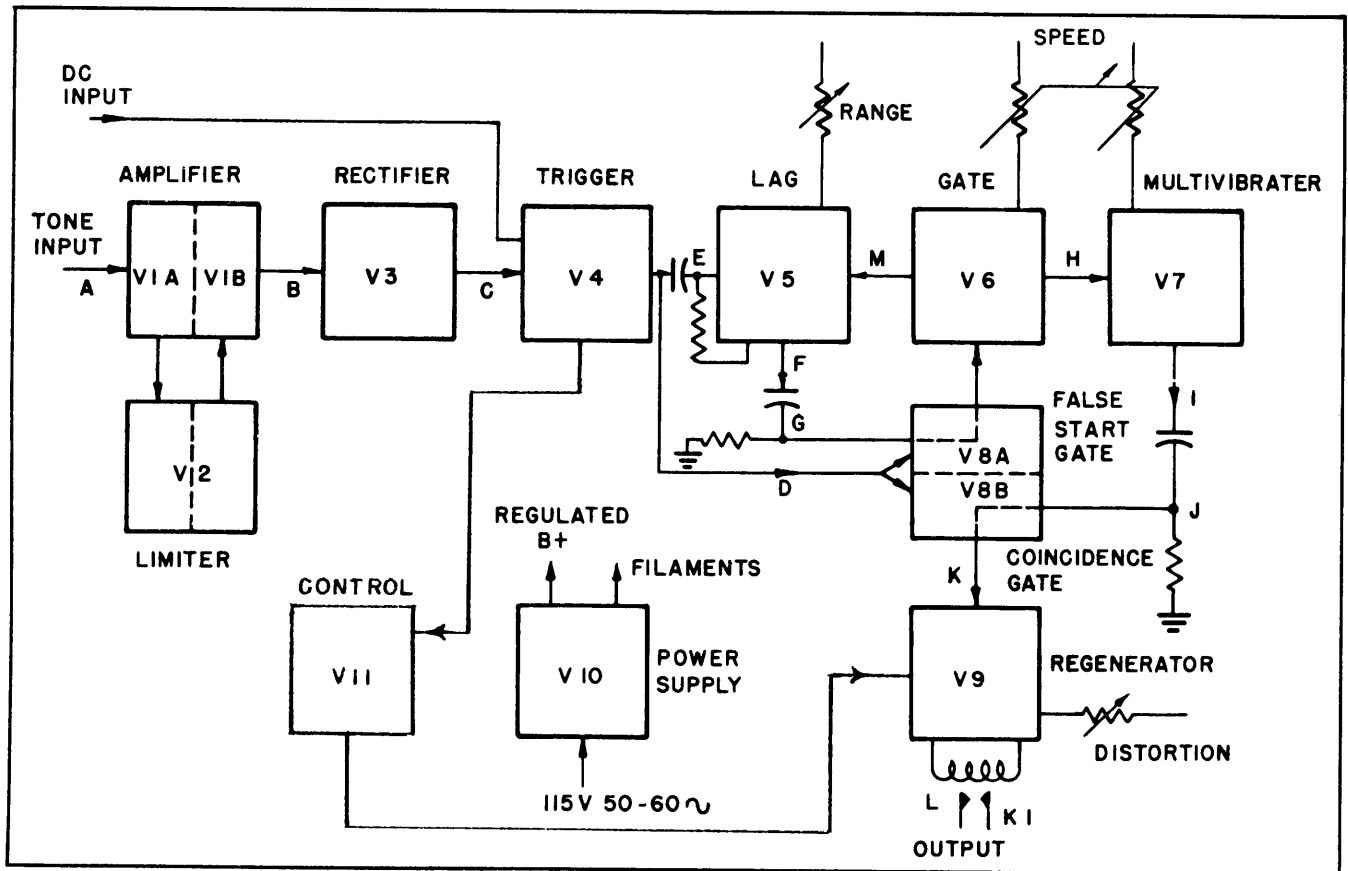 SPEED
DC
INPUT
RANGE
AMPLIFIER
RECTIFIER
TRIGGER
LAG
GATE
MULTIVIBRATER
TONE
INPUT
A
V1A
V1B
B
V3
C
V4
E
V5
M
V6
H
V7
F
I
G
V2
LIMITER
FALSE
START
GATE
V8A
V8B
D
J
REGULATED
B+
FILAMENTS
COINCIDENCE
GATE
K
CONTROL
V11
V10
POWER
SUPPLY
V9
REGENERATOR
DISTORTION
115V 50-60∿
L
K1
OUTPUT